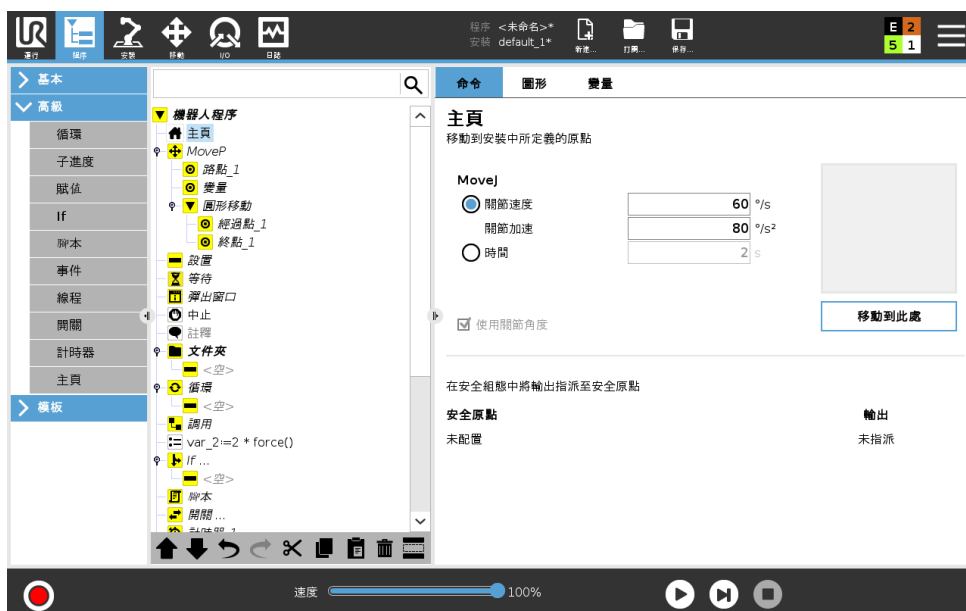 UR
運行
程序
安裝
移動
I/O
日誌
程序 <未命名>*
安裝 default_1*
新建...
打開...
保存...
E 2
5 1
基本
高級
循環
子進度
賦值
If
腳本
事件
線程
開關
計時器
主頁
模板
機器人程序
主頁
MoveP
路點_1
變量
圓形移動
經過點_1
終點_1
設置
等待
彈出窗口
中止
註釋
文件夾
<空>
循環
<空>
調用
var_2:=2 * force()
If ...
<空>
腳本
開關 ...
計時器_1
命令 圖形 變量
主頁
移動到安裝中所定義的原點
MoveJ
關節速度 60 °/s
關節加速 80 °/s²
時間 2 s
使用關節角度
移動到此處
在安全組態中將輸出指派至安全原點
安全原點 輸出
未配置 未指派
速度 100%